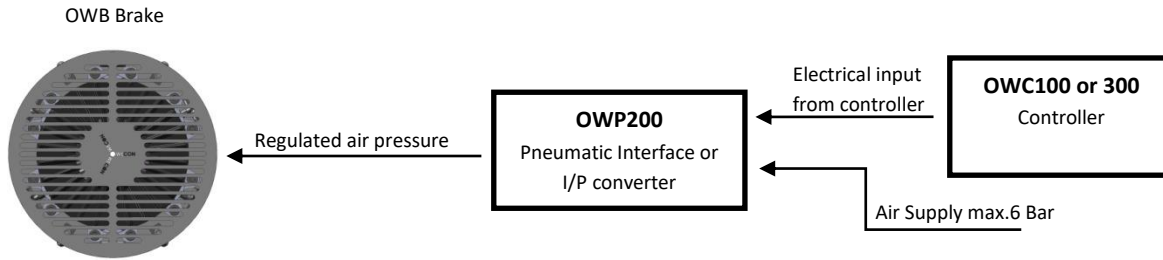 OWB Brake
Regulated air pressure
OWP200
Pneumatic Interface or
I/P converter
Electrical input
from controller
OWC100 or 300
Controller
Air Supply max.6 Bar